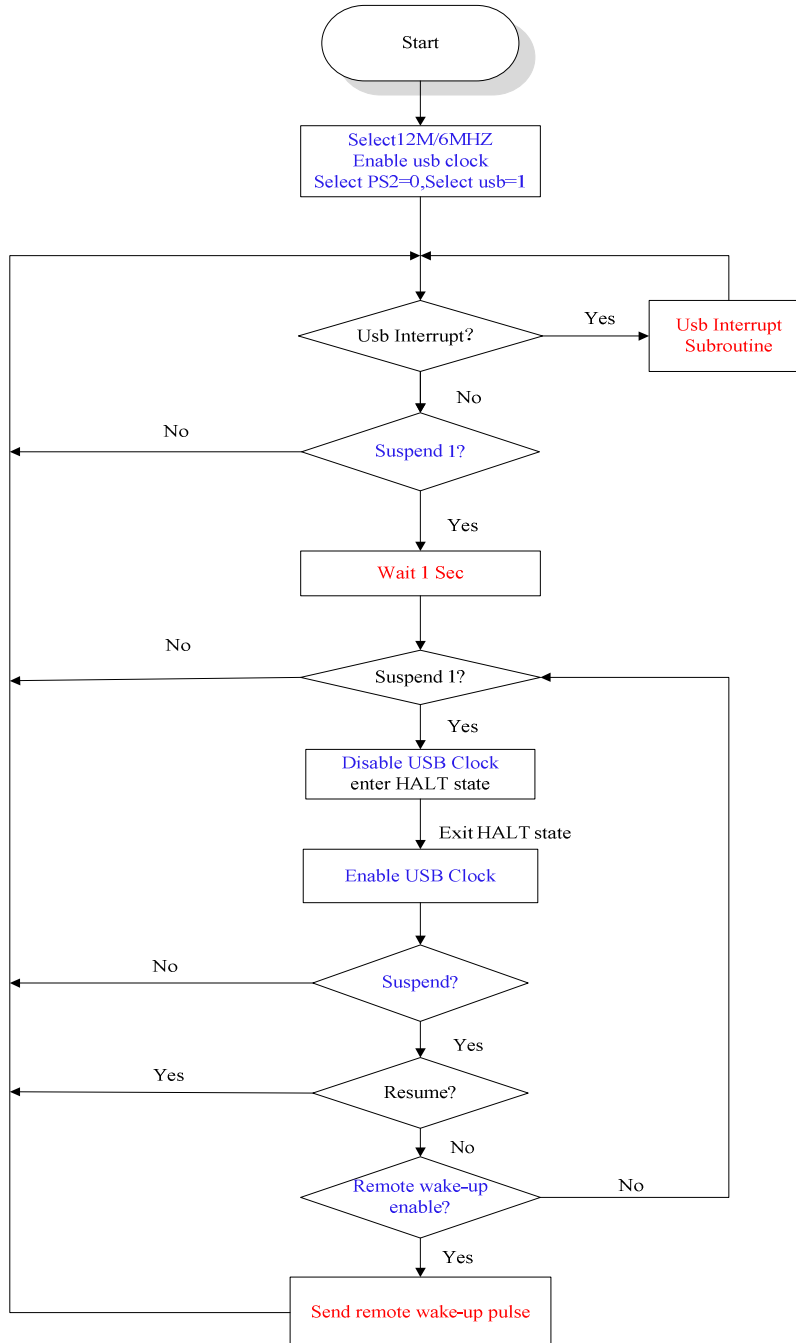 Start
Select12M/6MHZ
Enable usb clock
Select PS2=0,Select usb=1
Usb Interrupt?
Yes
Usb Interrupt
Subroutine
No
No
Suspend 1?
Yes
Wait 1 Sec
No
Suspend 1?
Yes
Disable USB Clock
enter HALT state
Exit HALT state
Enable USB Clock
No
Suspend?
Yes
Yes
Resume?
No
Remote wake-up
enable?
No
Yes
Send remote wake-up pulse